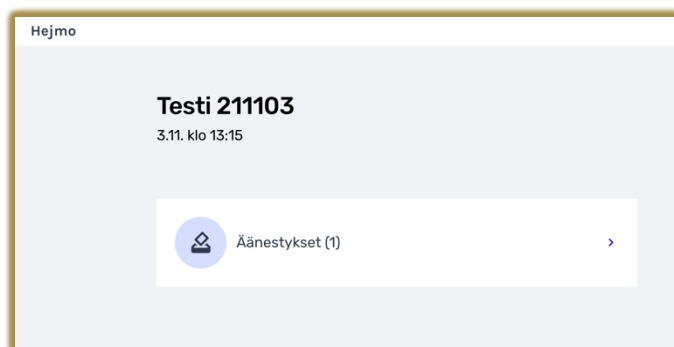 Hejmo
Testi 211103
3.11. klo 13:15
Äänestykset (1)